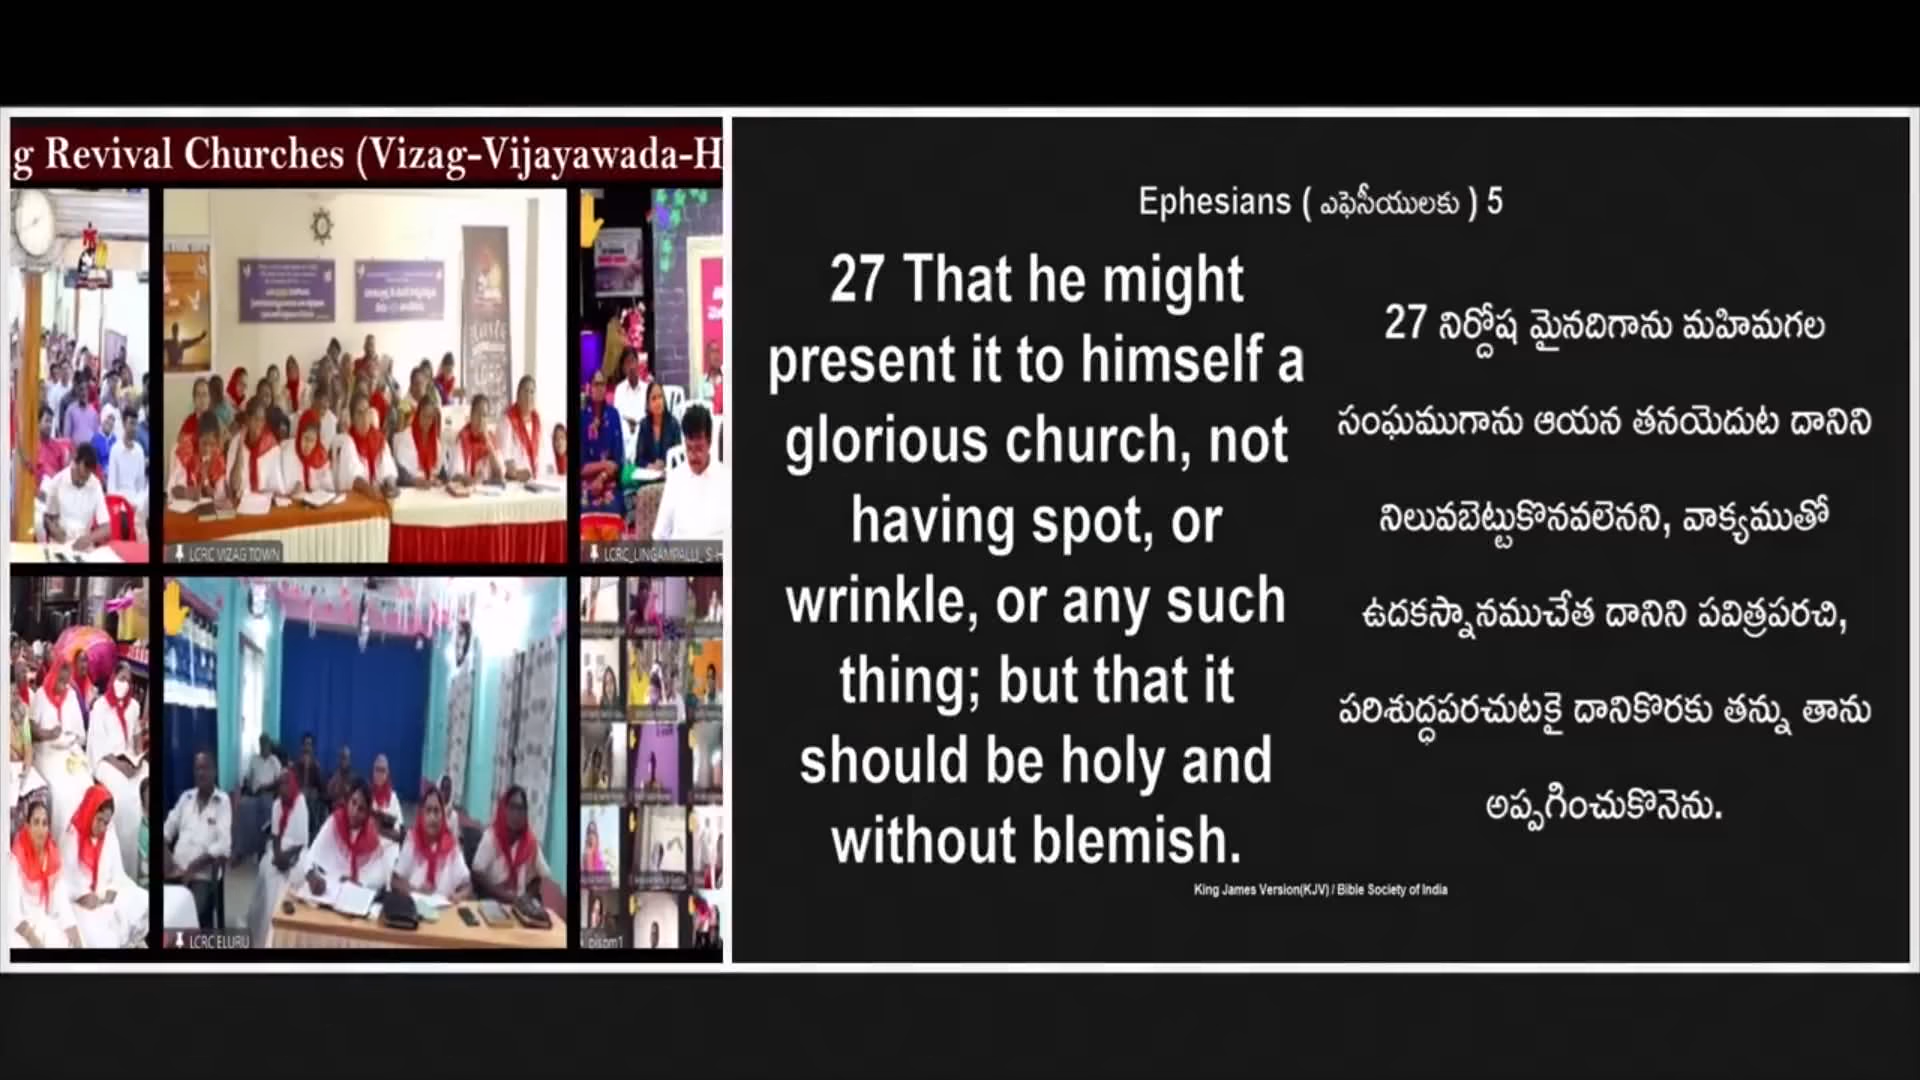 g Revival Churches (Vizag-Vijayawada-H
LCRC VIZAG TOWN
LCRC_LINGAMPALLI_S
LCRC ELURU
Ephesians ( ఎఫెసీయులకు ) 5
27 That he might
present it to himself a
glorious church, not
having spot, or
wrinkle, or any such
thing; but that it
should be holy and
without blemish.
27 నిర్దోష మైనదిగాను మహిమగల
సంఘముగాను ఆయన తనయెదుట దానిని
నిలువబెట్టుకొనవలెనని, వాక్యముతో
ఉదకస్నానముచేత దానిని పవిత్రపరచి,
పరిశుద్ధపరచుటకై దానికొరకు తన్ను తాను
అప్పగించుకొనెను.
King James Version(KJV) / Bible Society of India